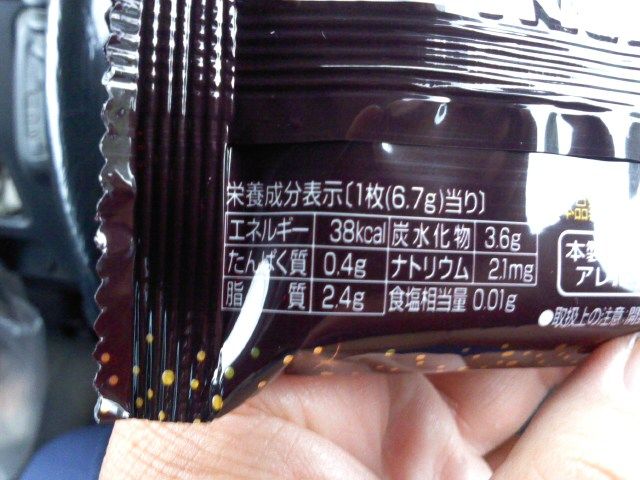 栄養成分表示〔1枚(6.7g)当り〕
エネルギー 38kcal 炭水化物 3.6g
たんぱく質 0.4g ナトリウム 2.1mg
脂質 2.4g 食塩相当量 0.01g
本品
本製
アレ
●取扱上の注意:開